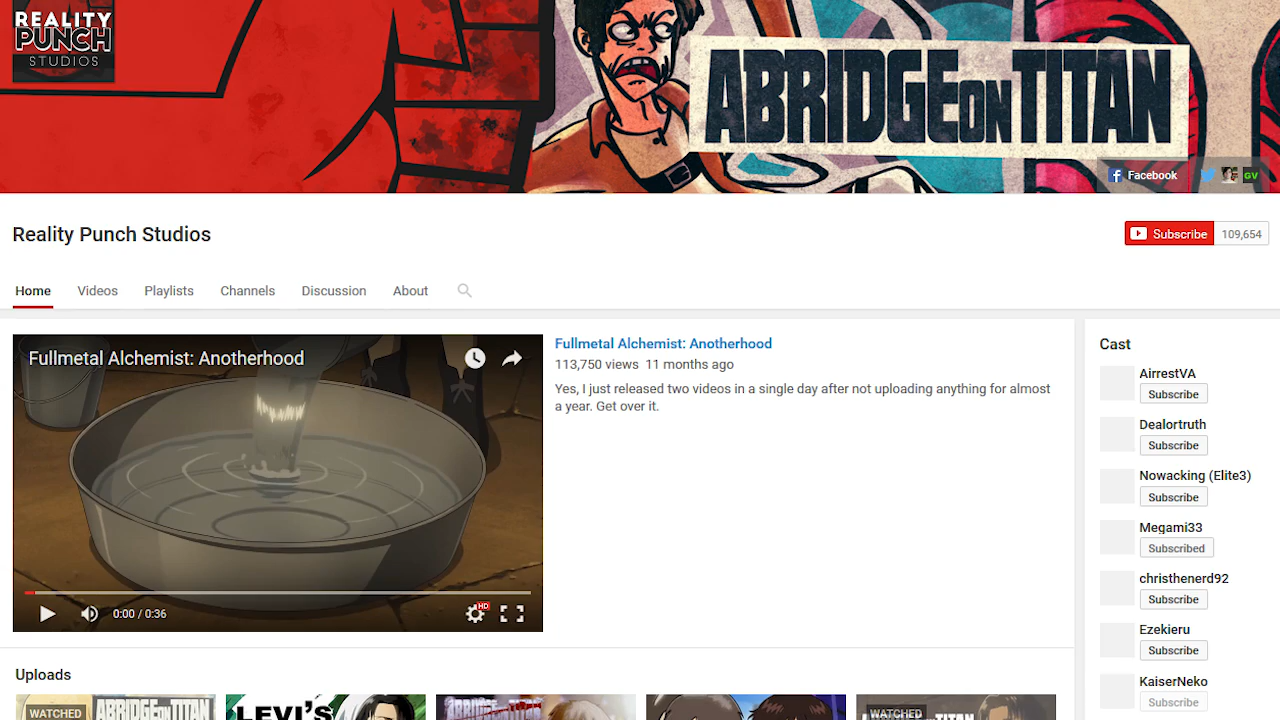 REALITY
PUNCH
STUDIOS
ABRIDGE ON TITAN
Facebook
GV
Reality Punch Studios
Subscribe 109,654
Home Videos Playlists Channels Discussion About
Fullmetal Alchemist: Anotherhood
0:00 / 0:36
HD
Fullmetal Alchemist: Anotherhood
113,750 views 11 months ago
Yes, I just released two videos in a single day after not uploading anything for almost
a year. Get over it.
Cast
AirrestVA
Subscribe
Dealortruth
Subscribe
Nowacking (Elite3)
Subscribe
Megami33
Subscribed
christhenerd92
Subscribe
Ezekieru
Subscribe
KaiserNeko
Subscribe
Uploads
WATCHED
ABRIDGE ON TITAN
LEVI'S
ABRIDGE ON TITAN
WATCHED